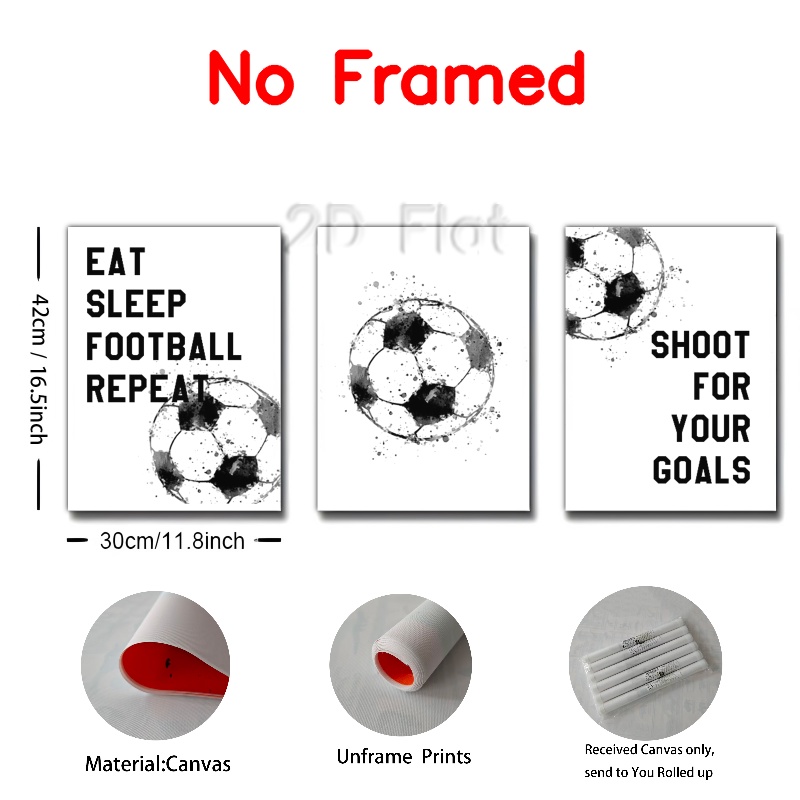 No Framed
2D Flat
EAT
SLEEP
FOOTBALL
REPEAT
SHOOT
FOR
YOUR
GOALS
42cm / 16.5inch
30cm/11.8inch
Material:Canvas
Unframe Prints
Received Canvas only,
send to You Rolled up